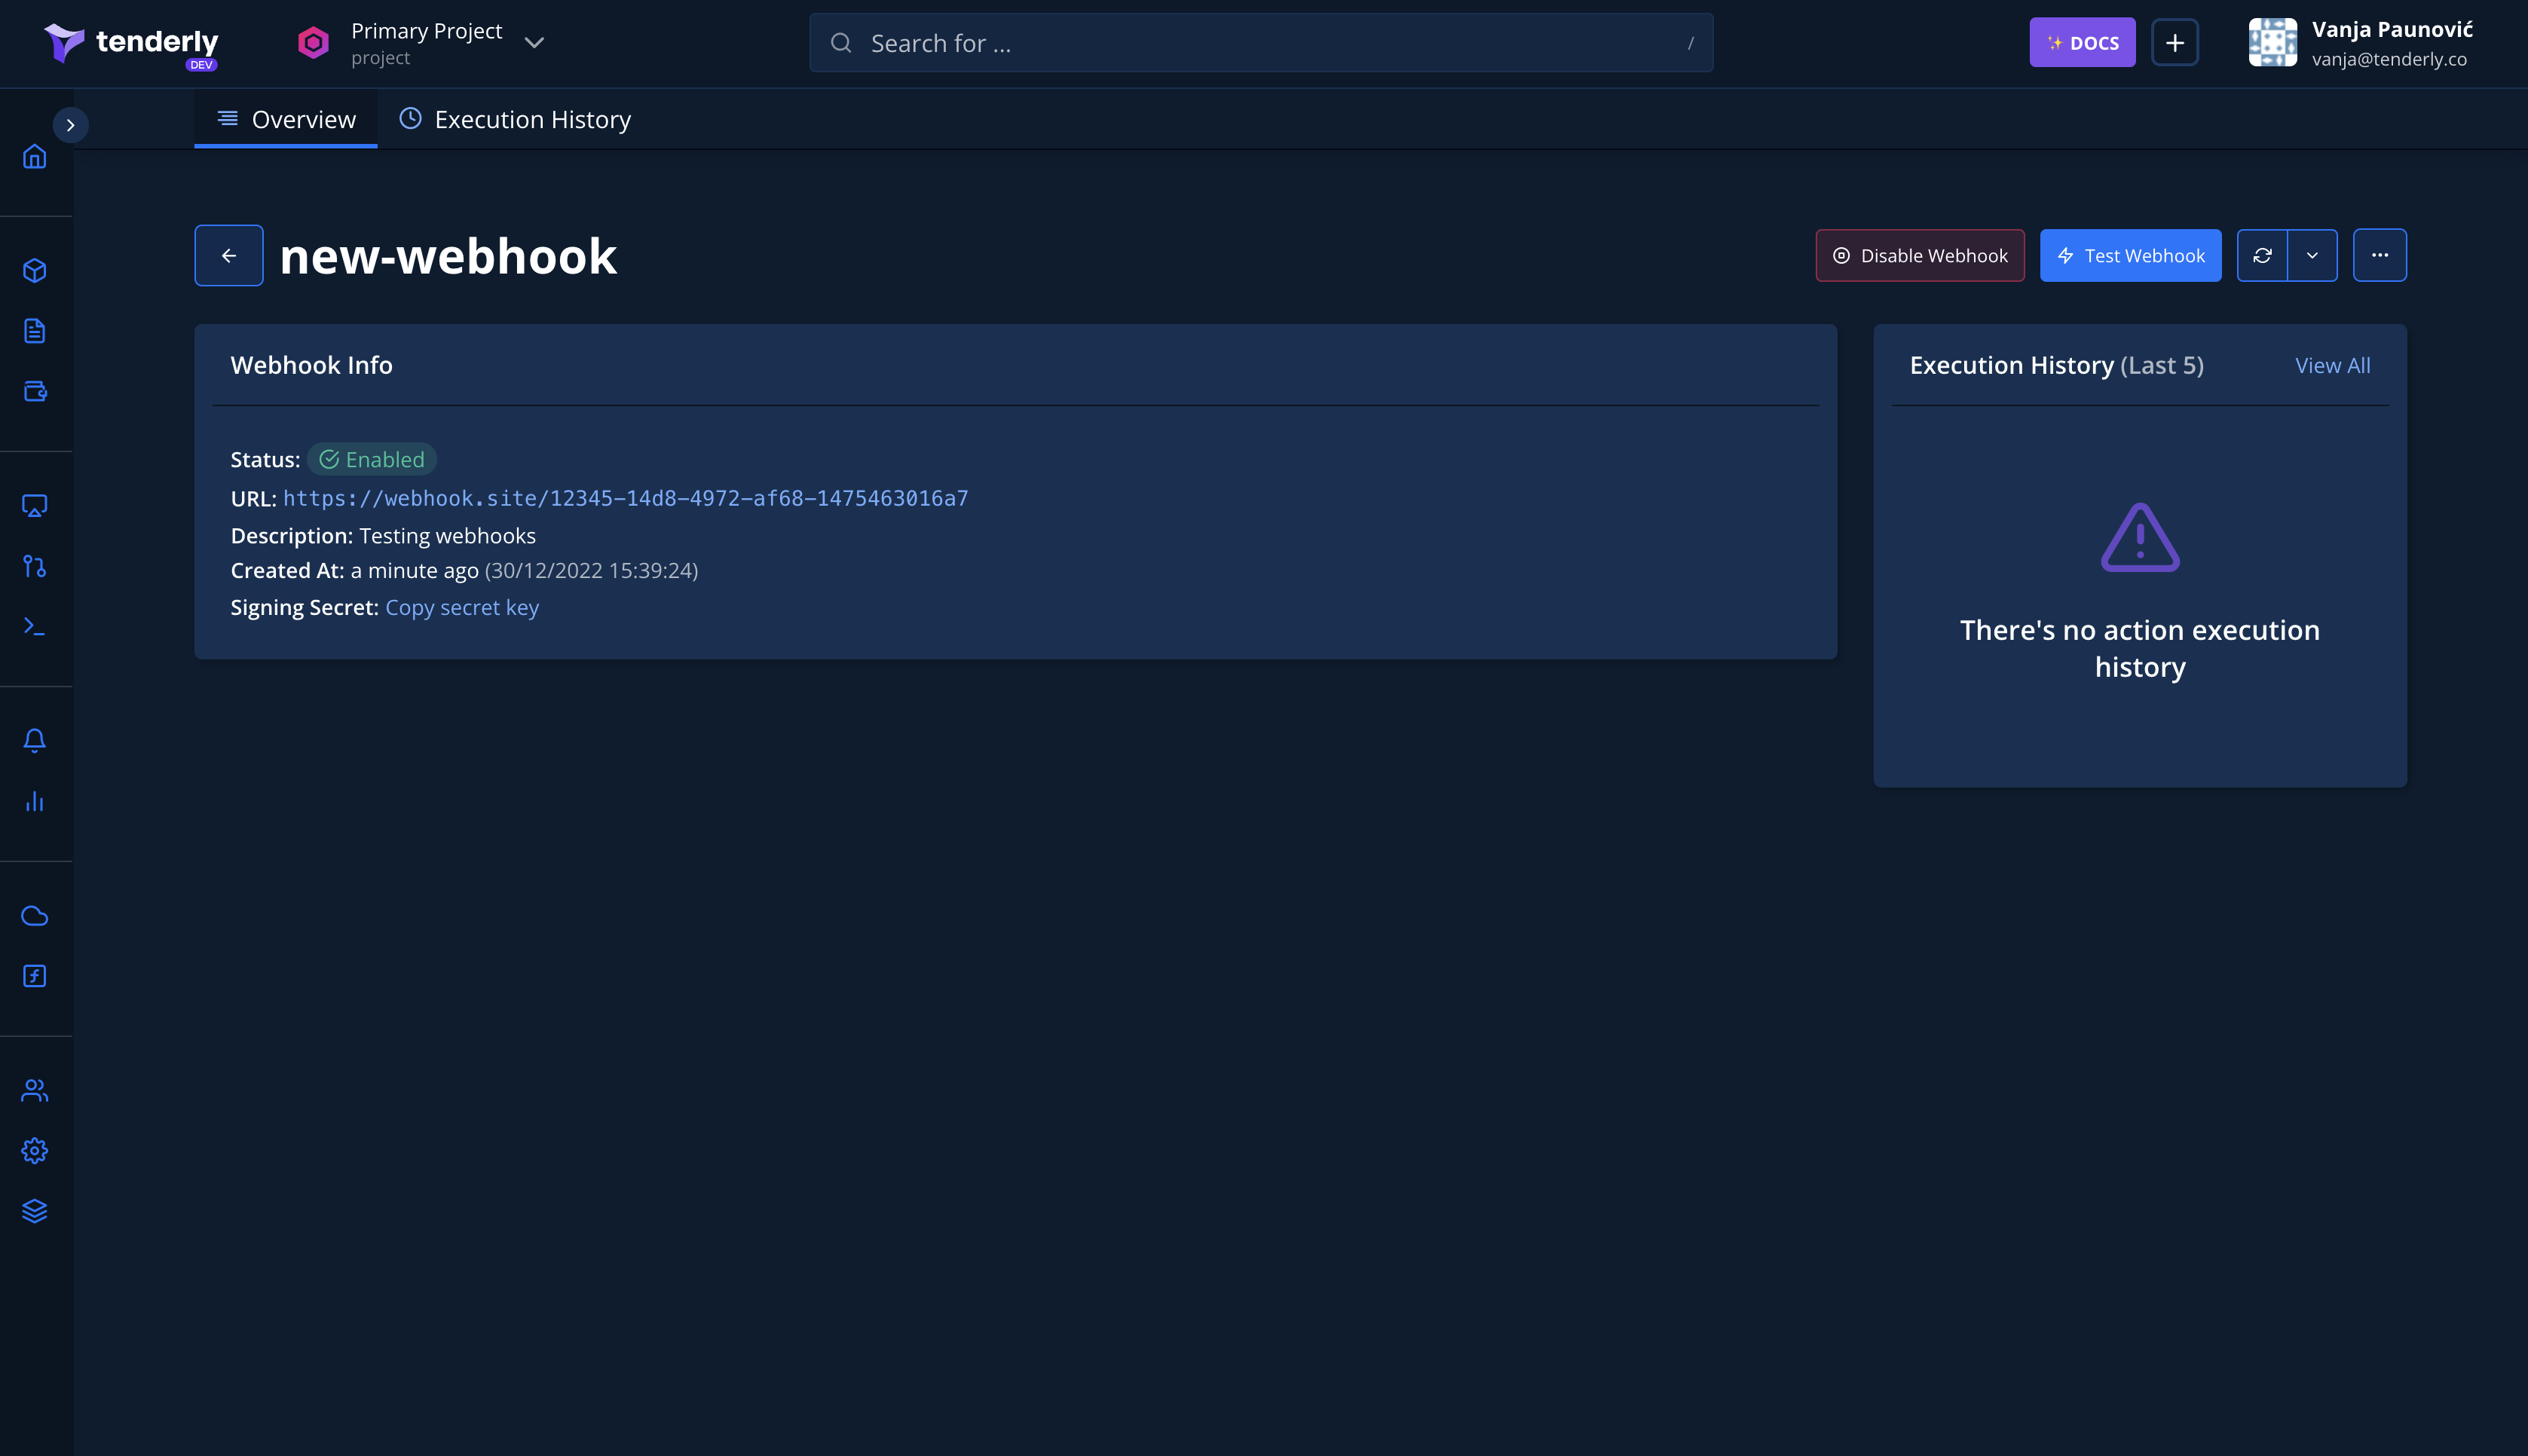 tenderly
DEV
Primary Project
project
Search for ...
/
DOCS
Vanja Paunović
vanja@tenderly.co
Overview
Execution History
new-webhook
Disable Webhook
Test Webhook
Webhook Info
Status: Enabled
URL: https://webhook.site/12345-14d8-4972-af68-1475463016a7
Description: Testing webhooks
Created At: a minute ago (30/12/2022 15:39:24)
Signing Secret: Copy secret key
Execution History (Last 5)
View All
There's no action execution
history